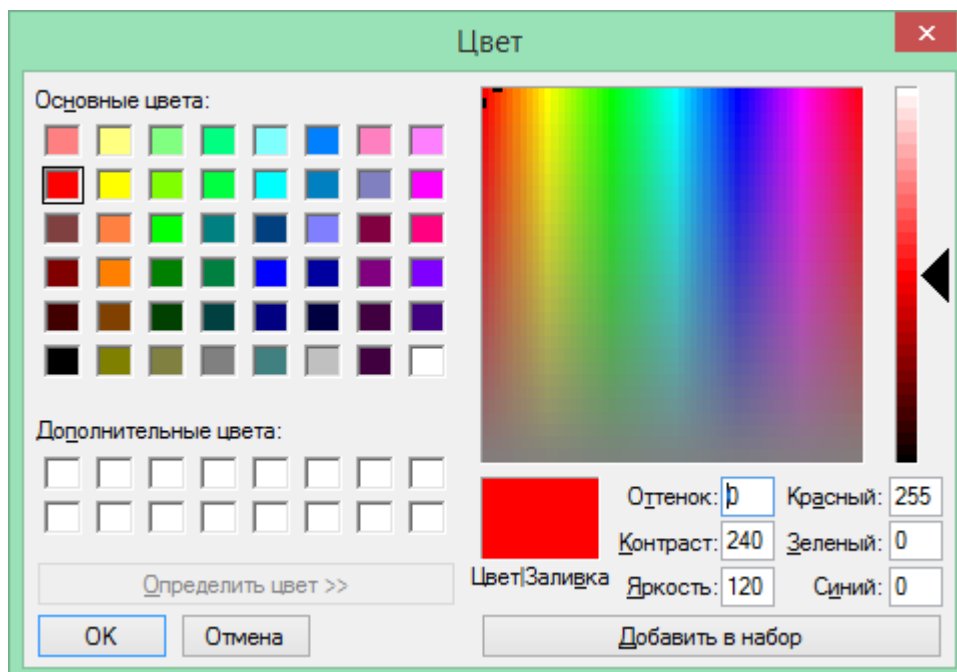 Цвет
Основные цвета:
Дополнительные цвета:
Определить цвет >>
OK
Отмена
Цвет|Заливка
Оттенок: 0
Контраст: 240
Яркость: 120
Красный: 255
Зеленый: 0
Синий: 0
Добавить в набор